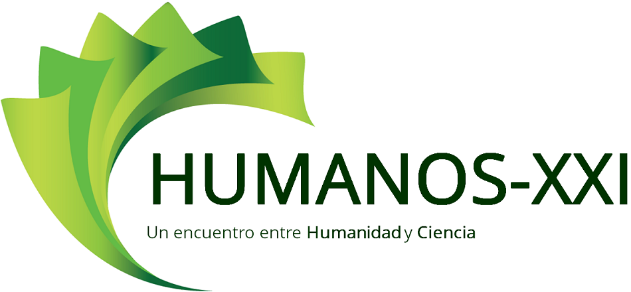 HUMANOS-XXI
Un encuentro entre Humanidad y Ciencia